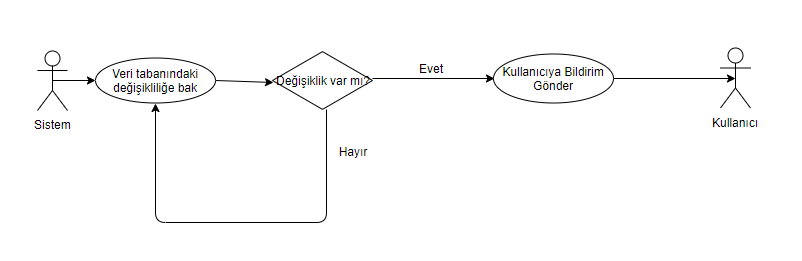 Sistem
Veri tabanındaki
değişikliliğe bak
Değişiklik var mı?
Evet
Hayır
Kullanıcıya Bildirim
Gönder
Kullanıcı